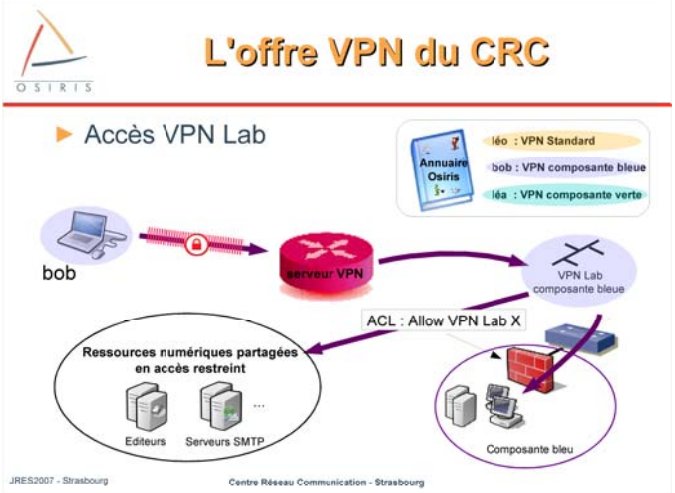 L'offre VPN du CRC
OSIRIS
Accès VPN Lab
Annuaire
Osiris
léo : VPN Standard
bob : VPN composante bleue
léa : VPN composante verte
bob
serveur VPN
VPN Lab
composante bleue
ACL : Allow VPN Lab X
Ressources numériques partagées
en accès restreint
...
Editeurs
Serveurs SMTP
Composante bleu
JRES2007 - Strasbourg
Centre Réseau Communication - Strasbourg